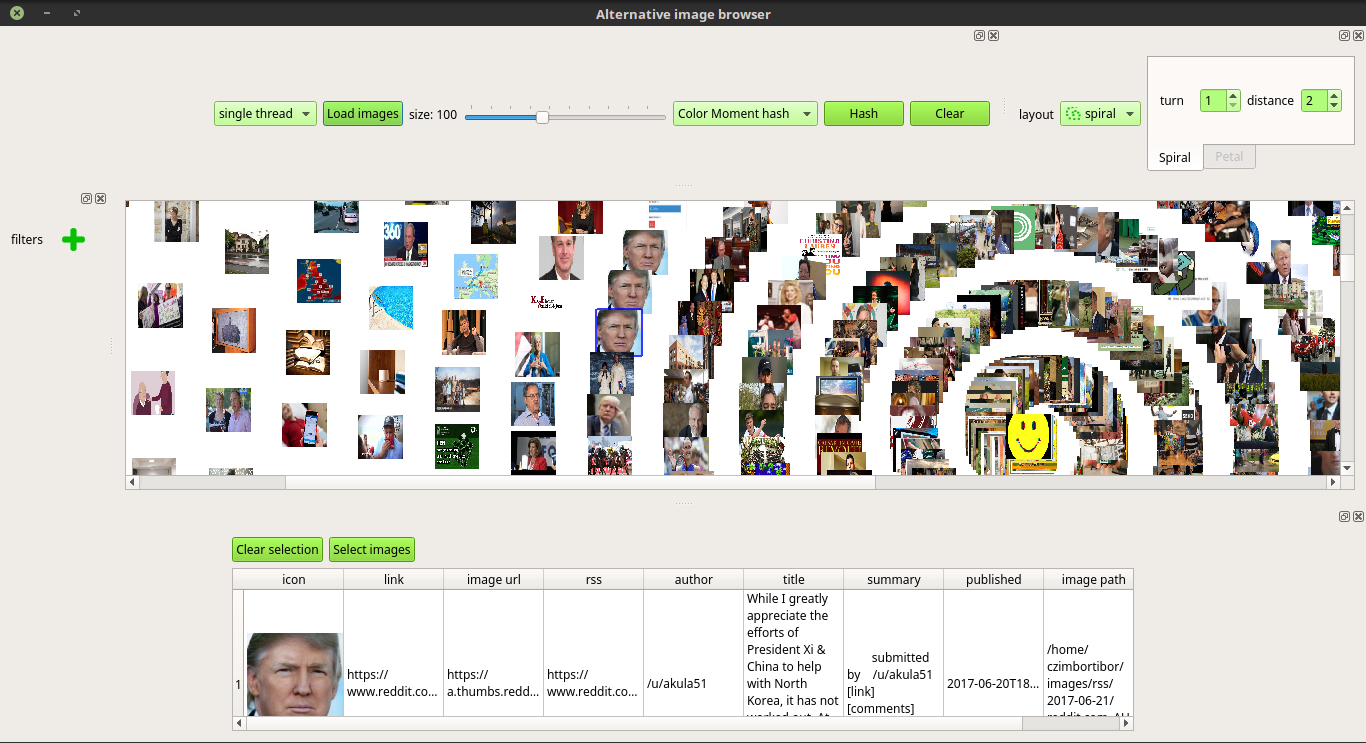 Alternative image browser
single thread
Load images
size: 100
Color Moment hash
Hash
Clear
layout
spiral
turn
1
distance
2
Spiral
Petal
filters
360°
Clear selection
Select images
icon
link
image url
rss
author
title
summary
published
image path
1
https://
www.reddit.co...
https://
a.thumbs.redd...
https://
www.reddit.co...
/u/akula51
While I greatly
appreciate the
efforts of
President Xi &
China to help
with North
Korea, it has not
submitted
by /u/akula51
[link]
[comments]
2017-06-20T18...
/home/
czimbortibor/
images/rss/
2017-06-21/